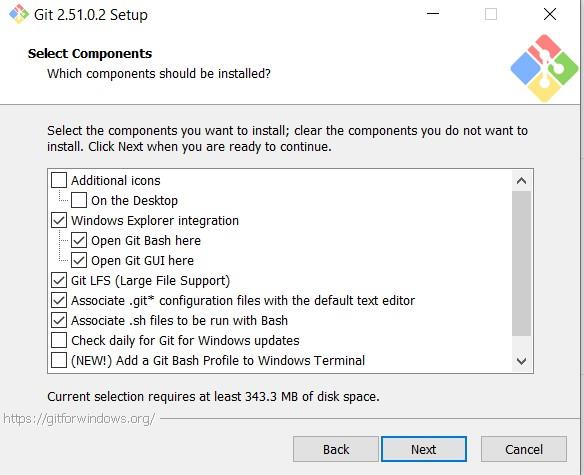 Git 2.51.0.2 Setup
Select Components
Which components should be installed?
Select the components you want to install; clear the components you do not want to
install. Click Next when you are ready to continue.
Additional icons
On the Desktop
Windows Explorer integration
Open Git Bash here
Open Git GUI here
Git LFS (Large File Support)
Associate .git* configuration files with the default text editor
Associate .sh files to be run with Bash
Check daily for Git for Windows updates
(NEW!) Add a Git Bash Profile to Windows Terminal
Current selection requires at least 343.3 MB of disk space.
https://gitforwindows.org/
Back Next Cancel